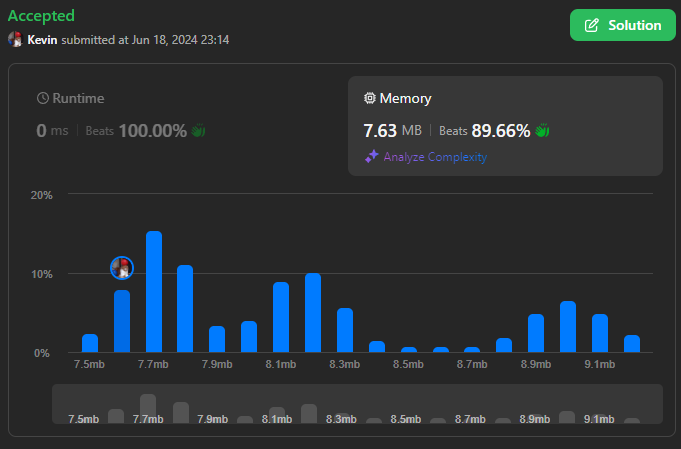 Accepted
Kevin submitted at Jun 18, 2024 23:14
Solution
Runtime
0 ms Beats 100.00%
Memory
7.63 MB Beats 89.66%
Analyze Complexity
20%
10%
0%
7.5mb 7.7mb 7.9mb 8.1mb 8.3mb 8.5mb 8.7mb 8.9mb 9.1mb
7.5mb 7.7mb 7.9mb 8.1mb 8.3mb 8.5mb 8.7mb 8.9mb 9.1mb